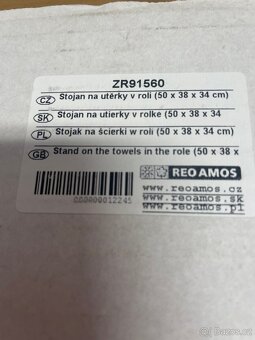 ZR91560
CZ Stojan na utěrky v roli (50 x 38 x 34 cm)
SK Stojan na utierky v rolke (50 x 38 x 34
PL Stojak na ścierki w roli (50 x 38 x 34 cm)
GB Stand on the towels in the role (50 x 38 x
REO AMOS
www.reoamos.cz
www.reoamos.sk
www.reoamos.pl
Bazoš.cz